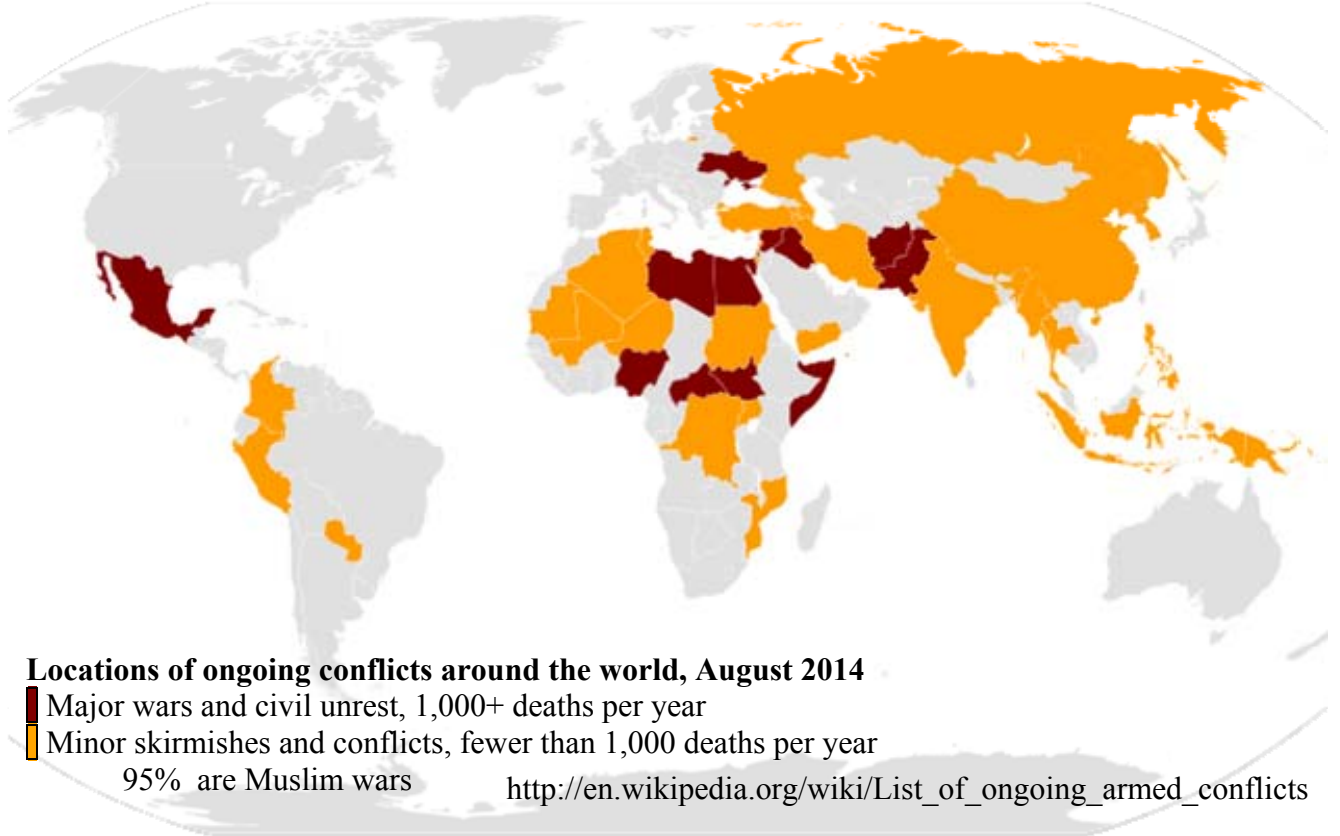 Locations of ongoing conflicts around the world, August 2014
Major wars and civil unrest, 1,000+ deaths per year
Minor skirmishes and conflicts, fewer than 1,000 deaths per year
95% are Muslim wars
http://en.wikipedia.org/wiki/List_of_ongoing_armed_conflicts